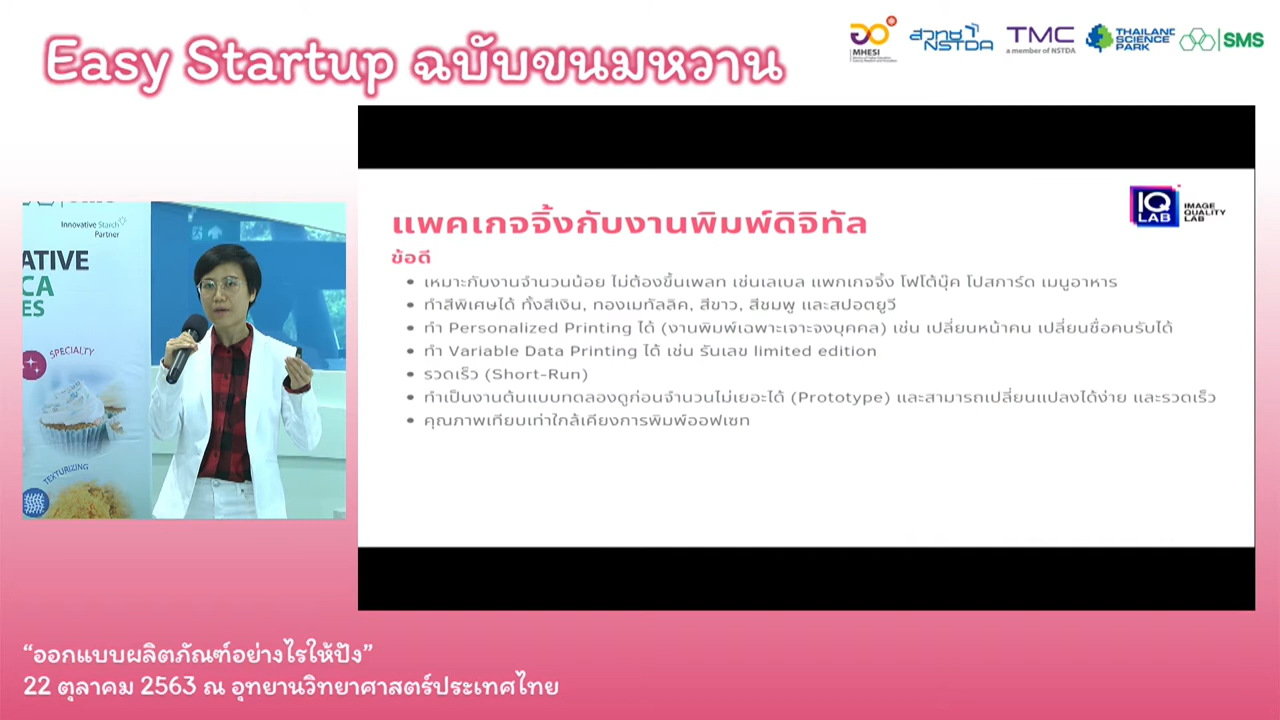 Easy Startup ฉบับขนมหวาน
MHESI
สวทช
NSTDA
TMC
a member of NSTDA
THAILAND
SCIENCE
PARK
SMS
แพคเกจจิ้งกับงานพิมพ์ดิจิทัล
IQ
LAB
IMAGE
QUALITY
LAB
ข้อดี
• เหมาะกับงานจำนวนน้อย ไม่ต้องขึ้นเพลท เช่นเลเบล แพกเกจจิ้ง โฟโต้บุ๊ค โปสการ์ด เมนูอาหาร
• ทำสีพิเศษได้ ทั้งสีเงิน, ทองเมทัลลิค, สีขาว, สีชมพู และสปอตยูวี
• ทำ Personalized Printing ได้ (งานพิมพ์เฉพาะเจาะจงบุคคล) เช่น เปลี่ยนหน้าคน เปลี่ยนชื่อคนรับได้
• ทำ Variable Data Printing ได้ เช่น รันเลข limited edition
• รวดเร็ว (Short-Run)
• ทำเป็นงานต้นแบบทดลองดูก่อนจำนวนไม่เยอะได้ (Prototype) และสามารถเปลี่ยนแปลงได้ง่าย และรวดเร็ว
• คุณภาพเทียบเท่าใกล้เคียงการพิมพ์ออฟเซท
Innovative Starch
Partner
ATIVE
CA
ES
SPECIALTY
TEXTURIZING
“ออกแบบผลิตภัณฑ์อย่างไรให้ปัง”
22 ตุลาคม 2563 ณ อุทยานวิทยาศาสตร์ประเทศไทย